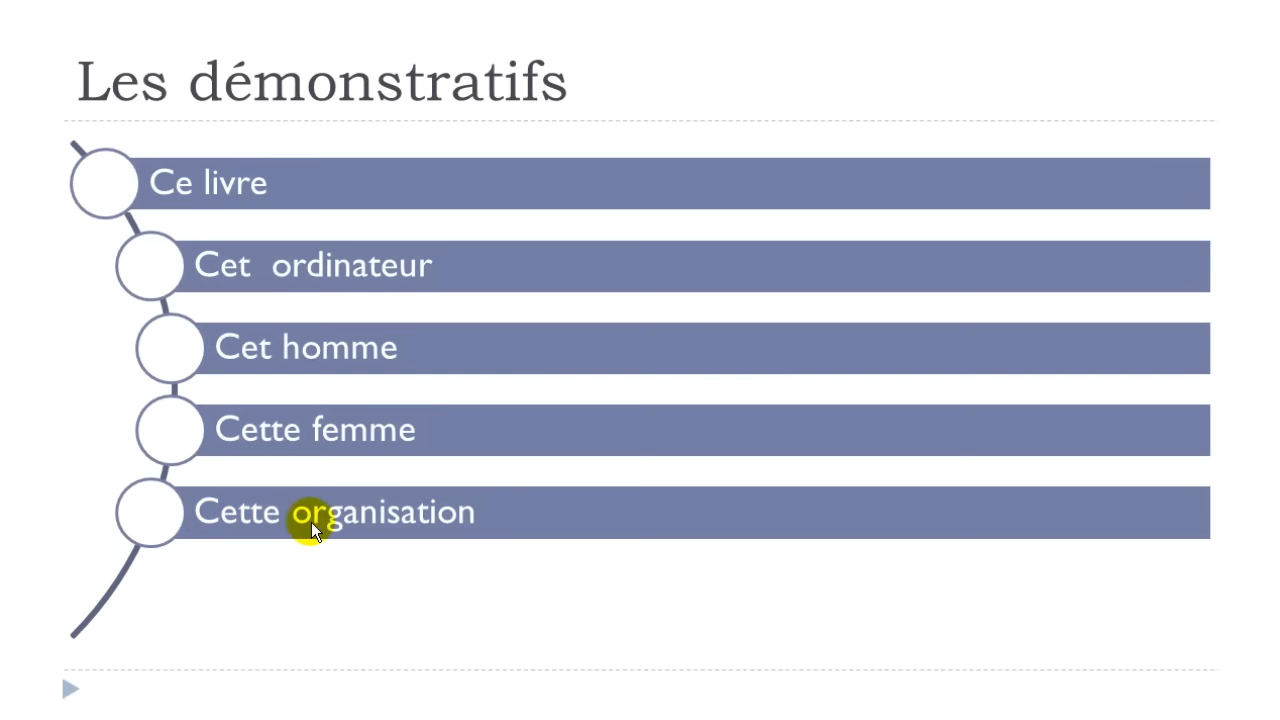 Les démonstratifs
Ce livre
Cet  ordinateur
Cet homme
Cette femme
Cette organisation